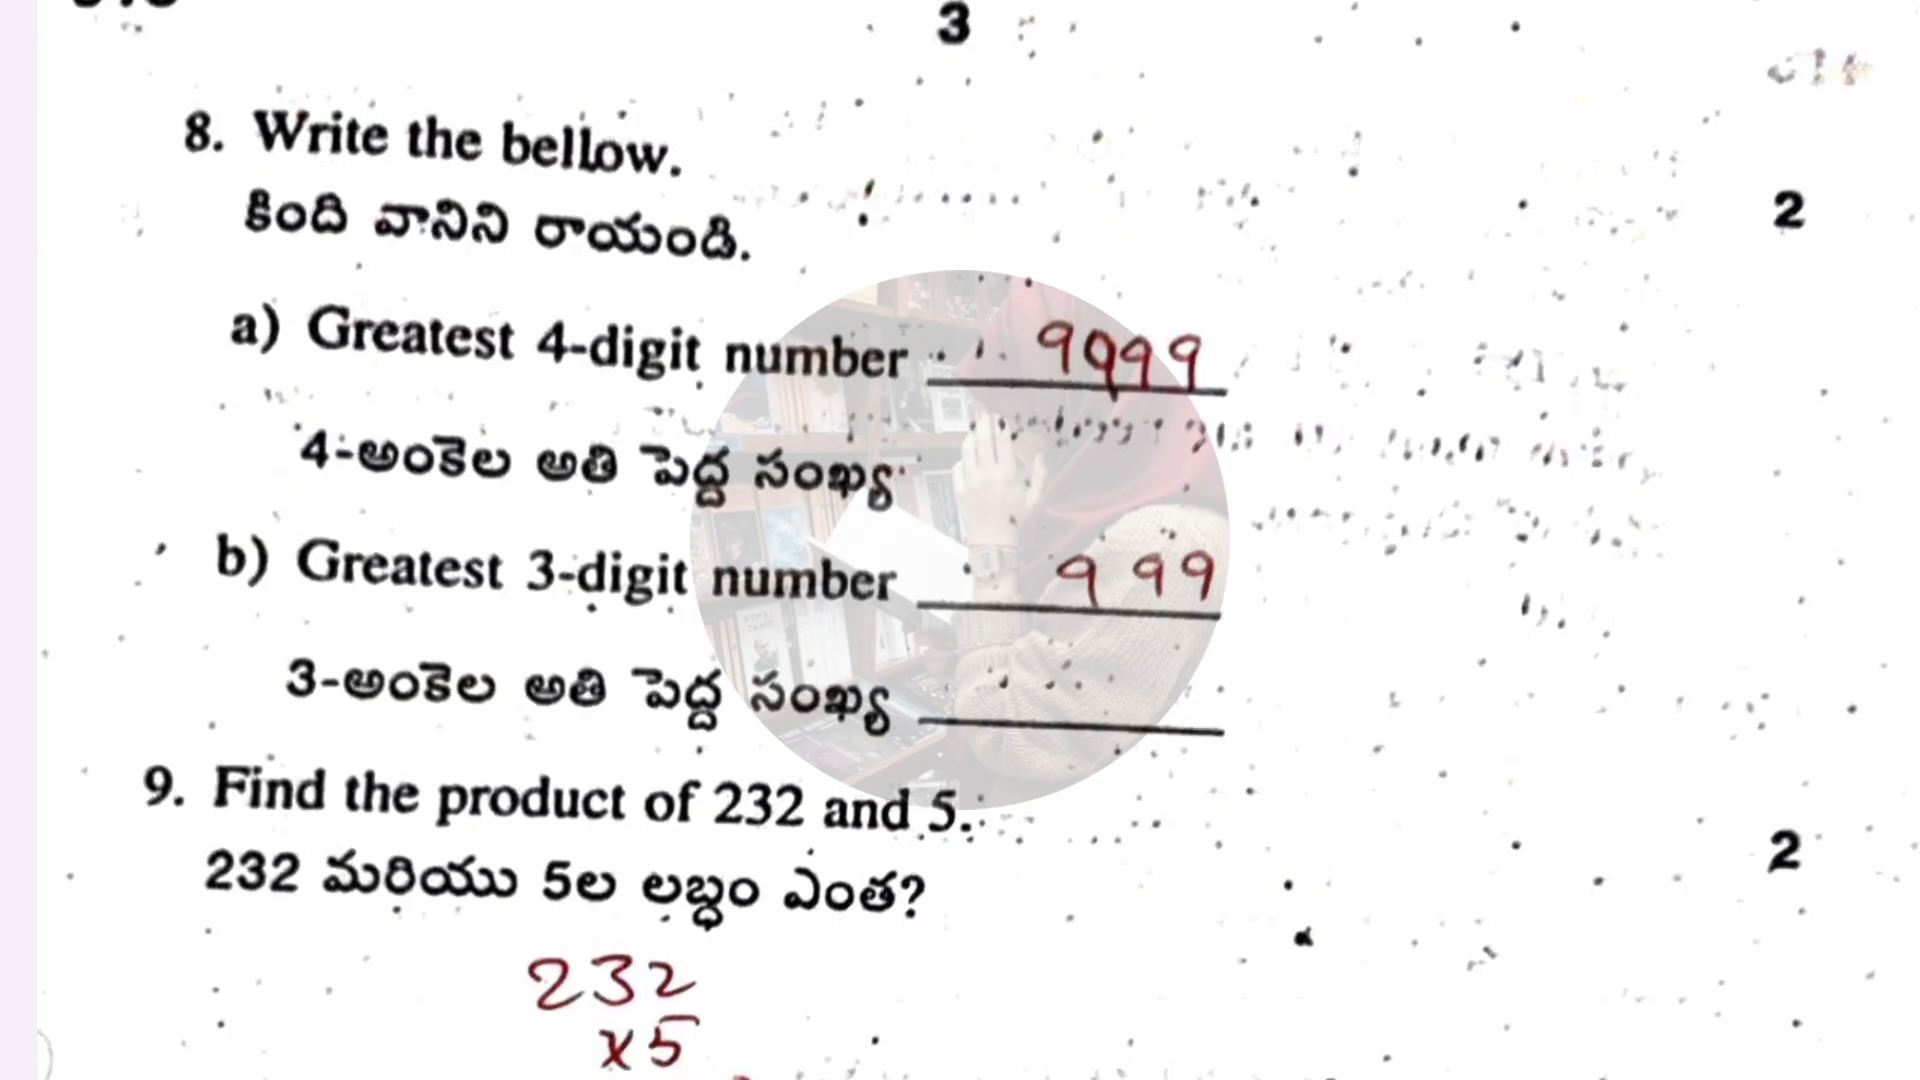 3
8. Write the bellow.
2
కింది వానిని రాయండి.
a) Greatest 4-digit number 9999
4-అంకెల అతి పెద్ద సంఖ్య
b) Greatest 3-digit number 999
3-అంకెల అతి పెద్ద సంఖ్య
9. Find the product of 232 and 5.
2
232 మరియు 5ల లబ్ధం ఎంత?
232
x5